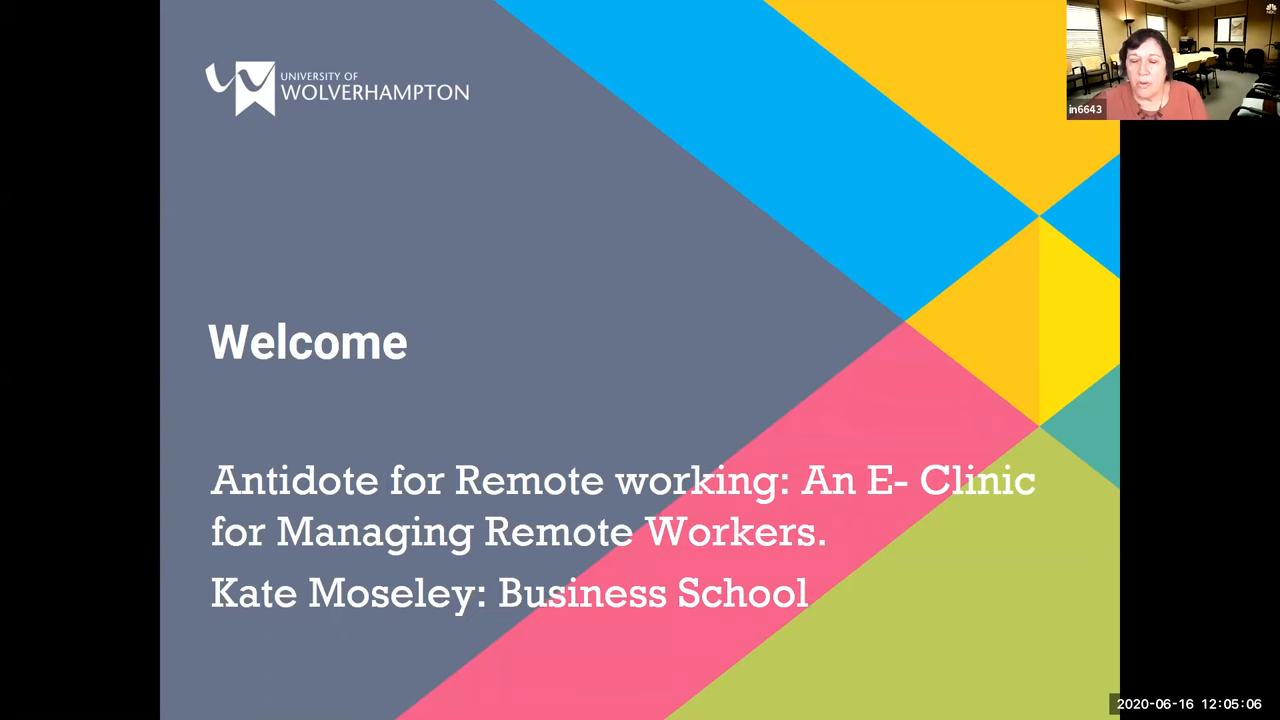 UNIVERSITY OF
WOLVERHAMPTON
in6643
Welcome
Antidote for Remote working: An E- Clinic
for Managing Remote Workers.
Kate Moseley: Business School
2020-06-16 12:05:06